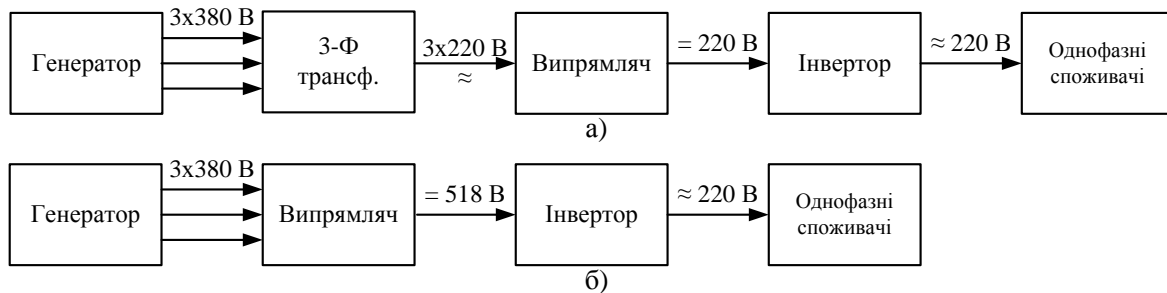 3x380 В
Генератор
3-Ф
трансф.
3x220 В
≈
Випрямляч
= 220 В
Інвертор
≈ 220 В
Однофазні
споживачі
а)
3x380 В
Генератор
Випрямляч
= 518 В
Інвертор
≈ 220 В
Однофазні
споживачі
б)